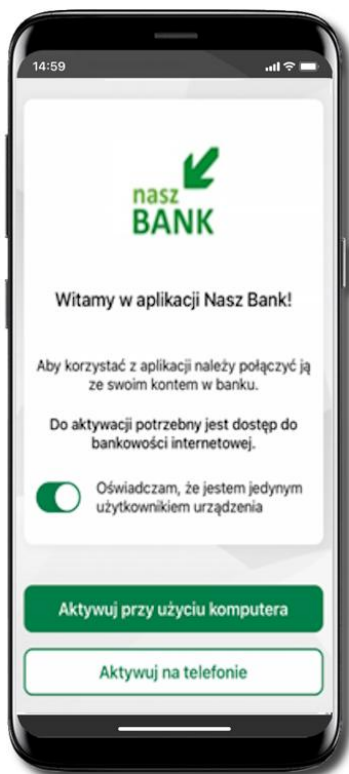 14:59
nasz
BANK
Witamy w aplikacji Nasz Bank!
Aby korzystać z aplikacji należy połączyć ją
ze swoim kontem w banku.
Do aktywacji potrzebny jest dostęp do
bankowości internetowej.
Oświadczam, że jestem jedynym
użytkownikiem urządzenia
Aktywuj przy użyciu komputera
Aktywuj na telefonie